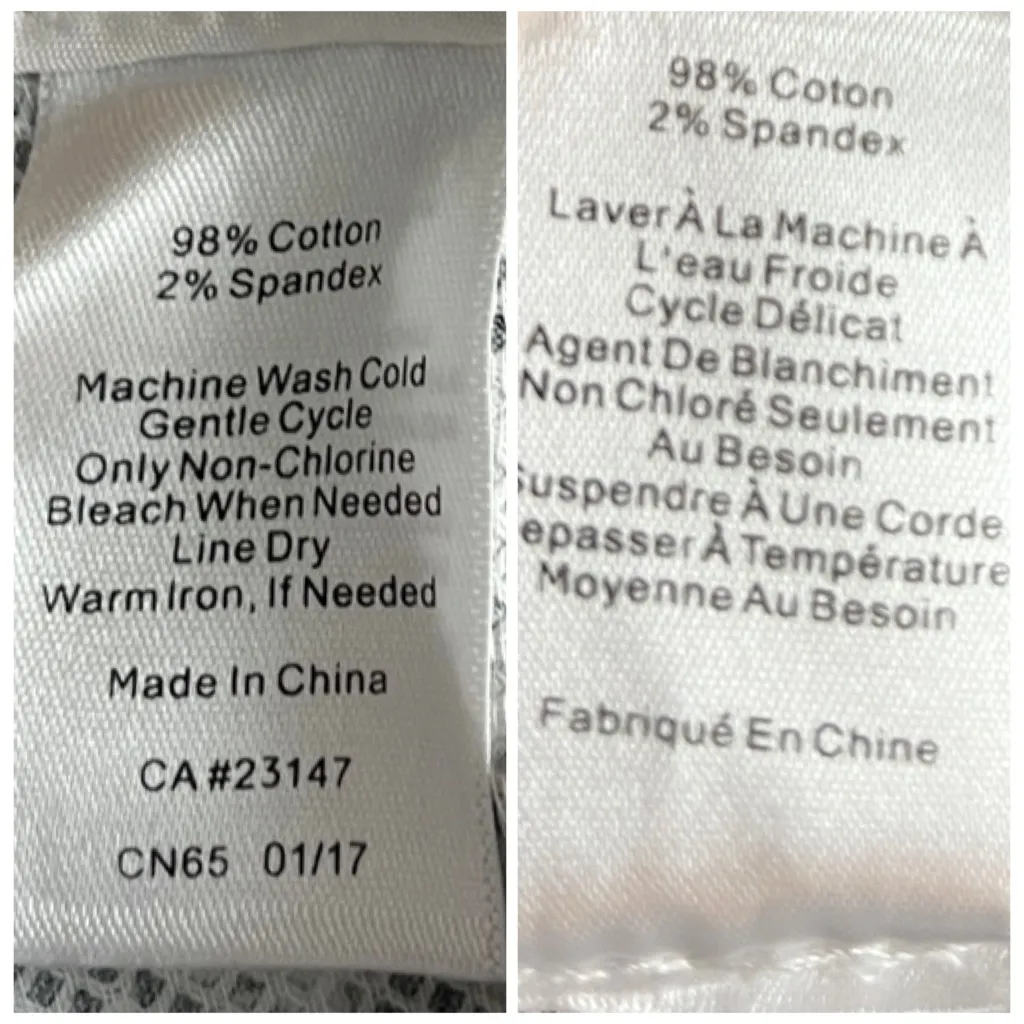 98% Cotton
2% Spandex
Machine Wash Cold
Gentle Cycle
Only Non-Chlorine
Bleach When Needed
Line Dry
Warm Iron, If Needed
Made In China
CA #23147
CN65 01/17
98% Coton
2% Spandex
Laver À La Machine À
L'eau Froide
Cycle Délicat
Agent De Blanchiment
Non Chloré Seulement
Au Besoin
Suspendre À Une Corde
epasser À Température
Moyenne Au Besoin
Fabriqué En Chine